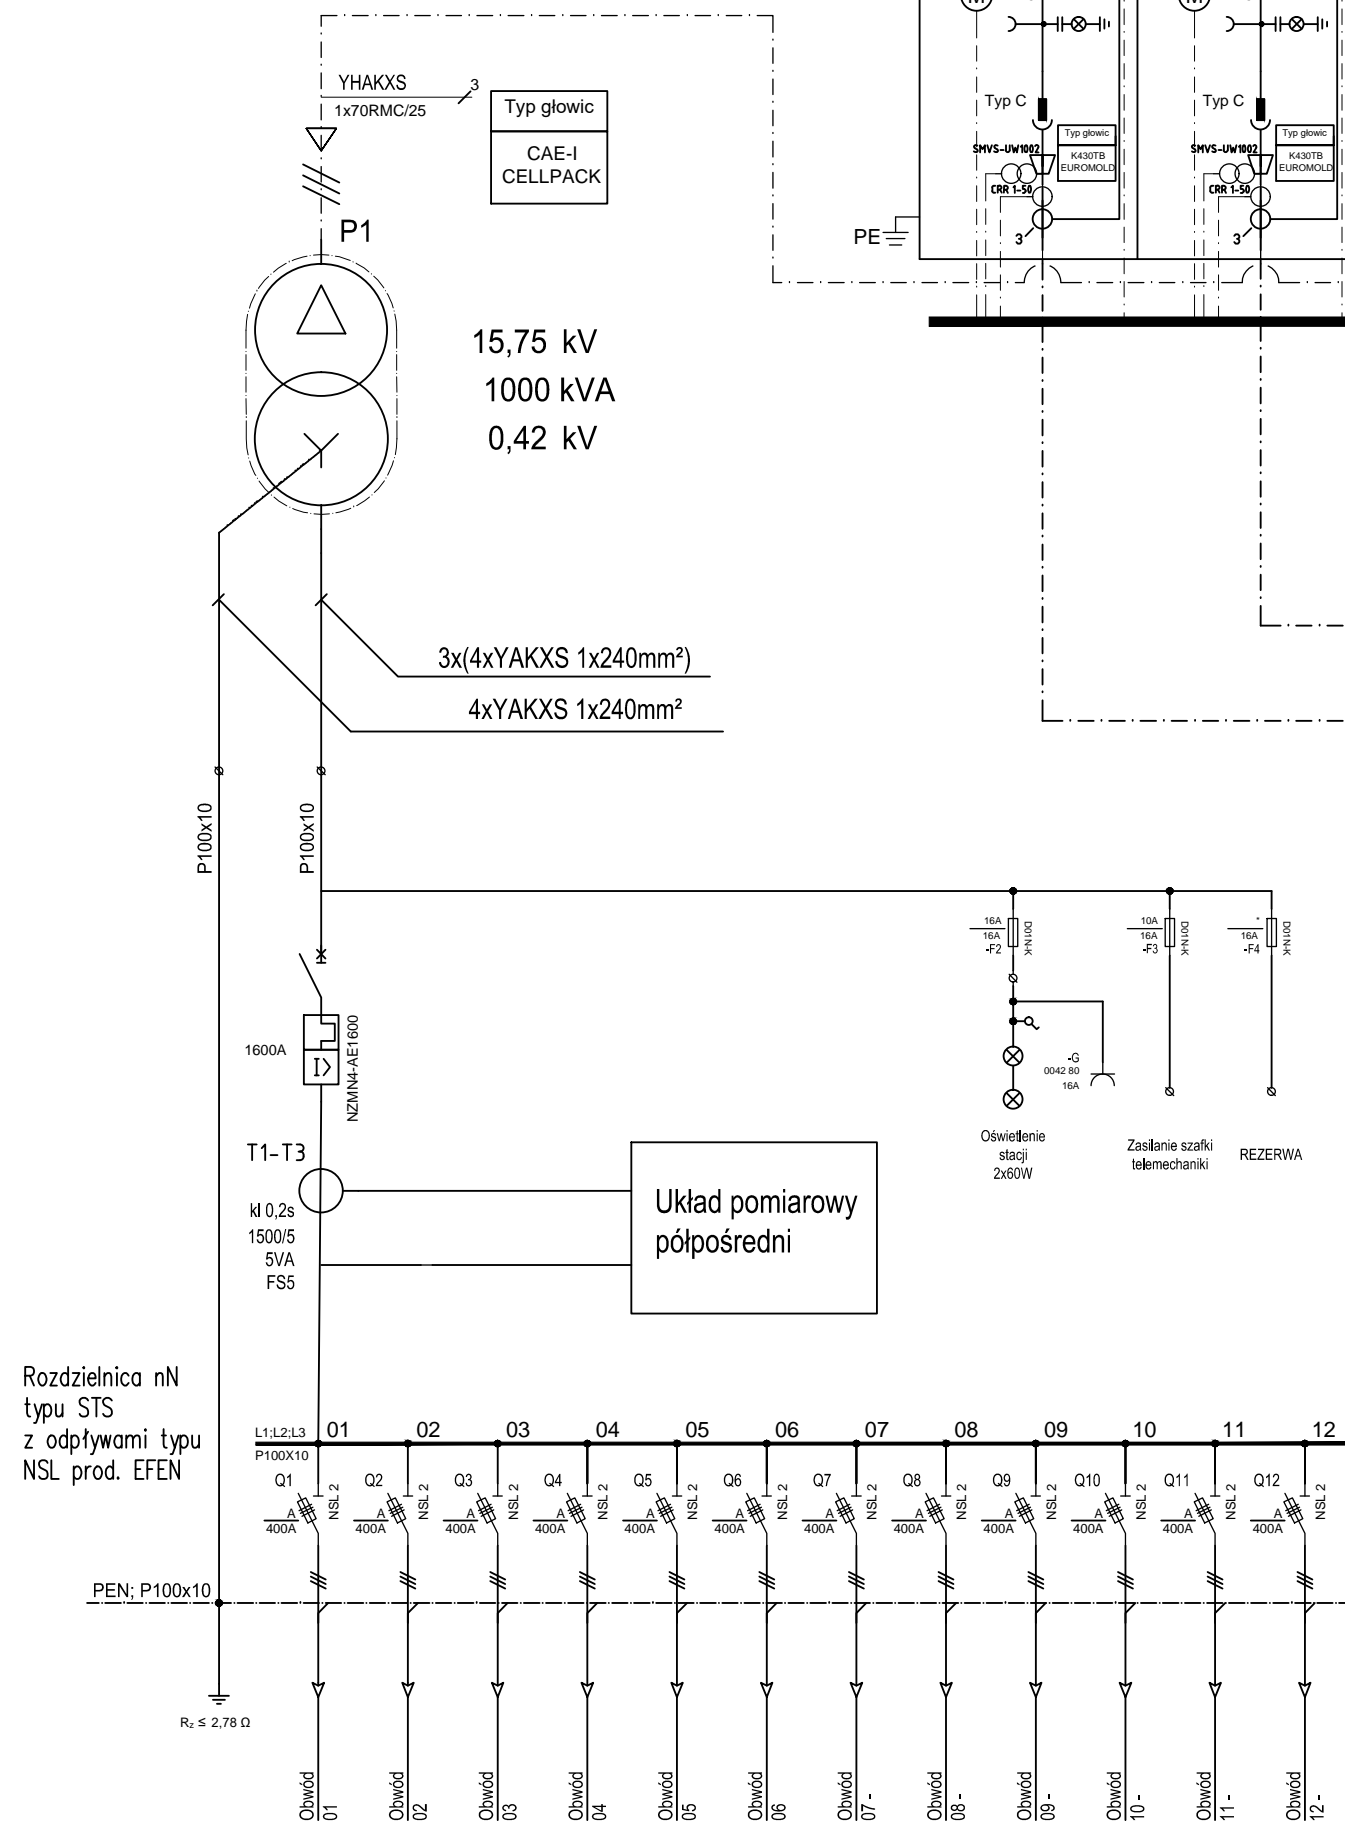 YHAKXS
3
1x70RMC/25
Typ głowic
CAE-I
CELLPACK
P1
15,75 kV
1000 kVA
0,42 kV
Typ C
Typ głowic
K430TB
EUROMOLD
SMVS-UW1002
CRR 1-50
3
Typ C
Typ głowic
K430TB
EUROMOLD
SMVS-UW1002
CRR 1-50
3
PE
3x(4xYAKXS 1x240mm²)
4xYAKXS 1x240mm²
P100x10
P100x10
16A
16A
-F2
D01N-K
10A
16A
-F3
D01N-K
*
16A
-F4
D01N-K
1600A
I>
NZMN4-AE1600
-G
0042 80
16A
Oświetlenie
stacji
2x60W
Zasilanie szafki
telemechaniki
REZERWA
T1-T3
kl 0,2s
1500/5
5VA
FS5
Układ pomiarowy
półpośredni
Rozdzielnica nN
typu STS
z odpływami typu
NSL prod. EFEN
L1;L2;L3
P100X10
01 02 03 04 05 06 07 08 09 10 11 12
Q1 Q2 Q3 Q4 Q5 Q6 Q7 Q8 Q9 Q10 Q11 Q12
NSL 2 NSL 2 NSL 2 NSL 2 NSL 2 NSL 2 NSL 2 NSL 2 NSL 2 NSL 2 NSL 2 NSL 2
A A A A A A A A A A A A
400A 400A 400A 400A 400A 400A 400A 400A 400A 400A 400A 400A
PEN; P100x10
Rz ≤ 2,78 Ω
Obwód
01
Obwód
02
Obwód
03
Obwód
04
Obwód
05
Obwód
06
Obwód
07 -
Obwód
08 -
Obwód
09 -
Obwód
10 -
Obwód
11 -
Obwód
12 -